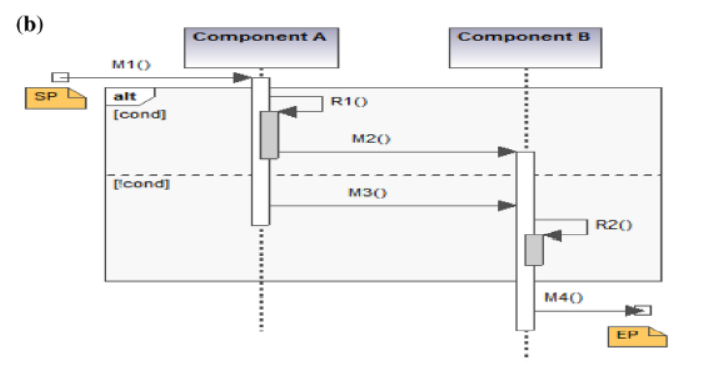 (b)
Component A
Component B
M1()
SP
alt
[cond]
R1()
M2()
[!cond]
M3()
R2()
M4()
EP